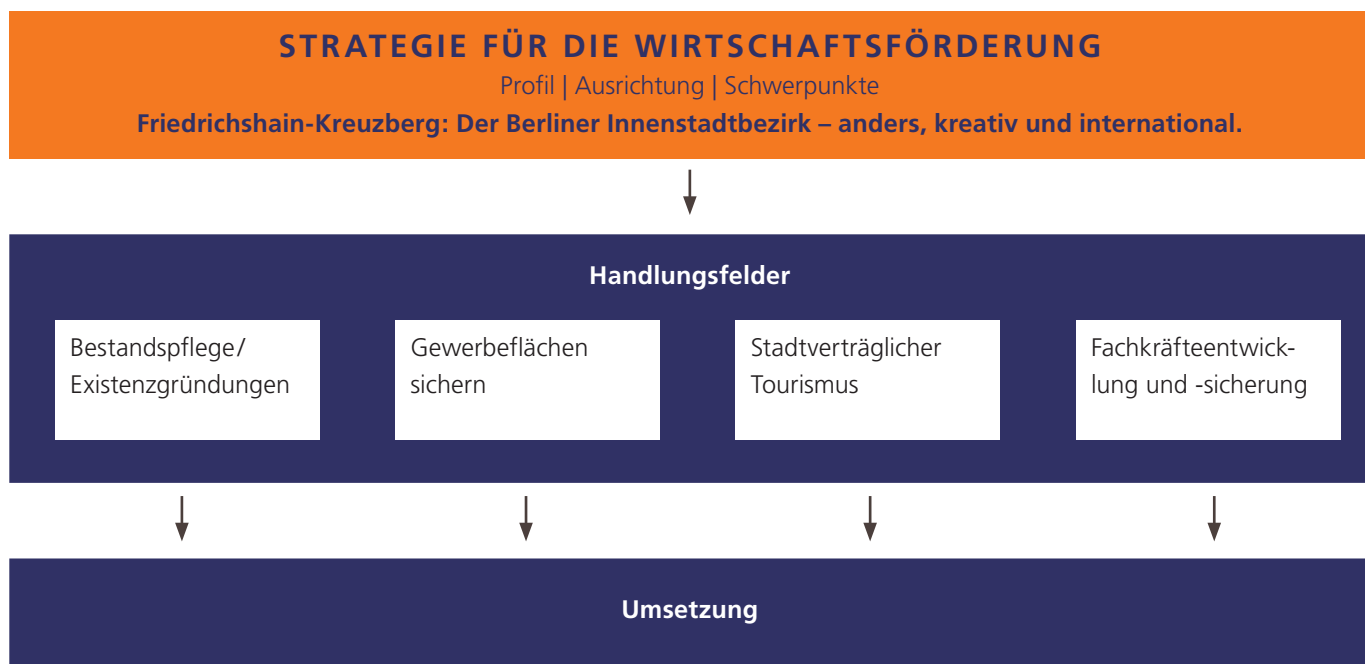 STRATEGIE FÜR DIE WIRTSCHAFTSFÖRDERUNG
Profil | Ausrichtung | Schwerpunkte
Friedrichshain-Kreuzberg: Der Berliner Innenstadtbezirk – anders, kreativ und international.
Handlungsfelder
Bestandspflege/
Existenzgründungen
Gewerbeflächen
sichern
Stadtverträglicher
Tourismus
Fachkräfteentwick-
lung und -sicherung
Umsetzung